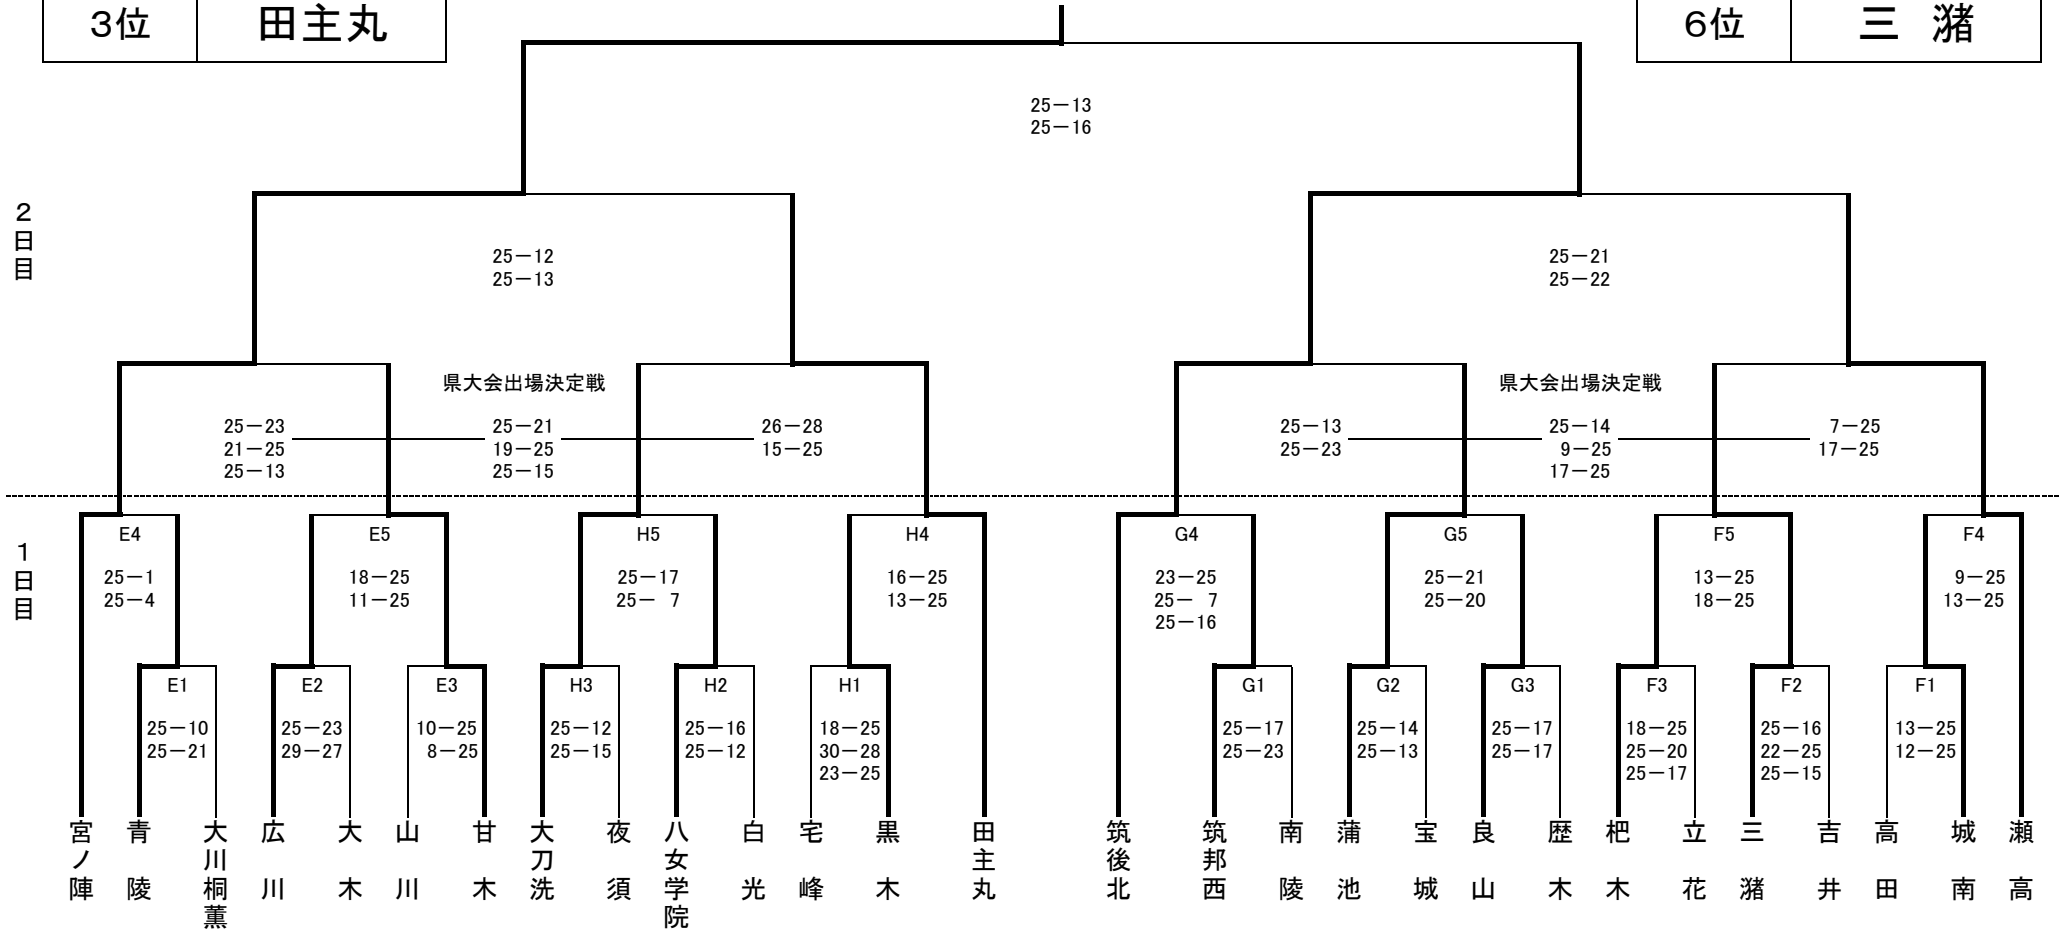 3位 田主丸
6位 三 潴
25－13
25－16
2日目
25－12
25－13
25－21
25－22
県大会出場決定戦
県大会出場決定戦
25－23
21－25
25－13
25－21
19－25
25－15
26－28
15－25
25－13
25－23
25－14
9－25
17－25
7－25
17－25
1日目
E4
25－1
25－4
E5
18－25
11－25
H5
25－17
25－ 7
H4
16－25
13－25
G4
23－25
25－ 7
25－16
G5
25－21
25－20
F5
13－25
18－25
F4
9－25
13－25
E1
25－10
25－21
E2
25－23
29－27
E3
10－25
8－25
H3
25－12
25－15
H2
25－16
25－12
H1
18－25
30－28
23－25
G1
25－17
25－23
G2
25－14
25－13
G3
25－17
25－17
F3
18－25
25－20
25－17
F2
25－16
22－25
25－15
F1
13－25
12－25
宮ノ陣
青 陵
大川桐薫
広 川
大 木
山 川
甘 木
大刀洗
夜 須
八女学院
白 光
宅 峰
黒 木
田主丸
筑後北
筑邦西
南 陵
蒲 池
宝 城
良 山
歴 木
杷 木
立 花
三 潴
吉 井
高 田
城 南
瀬 高